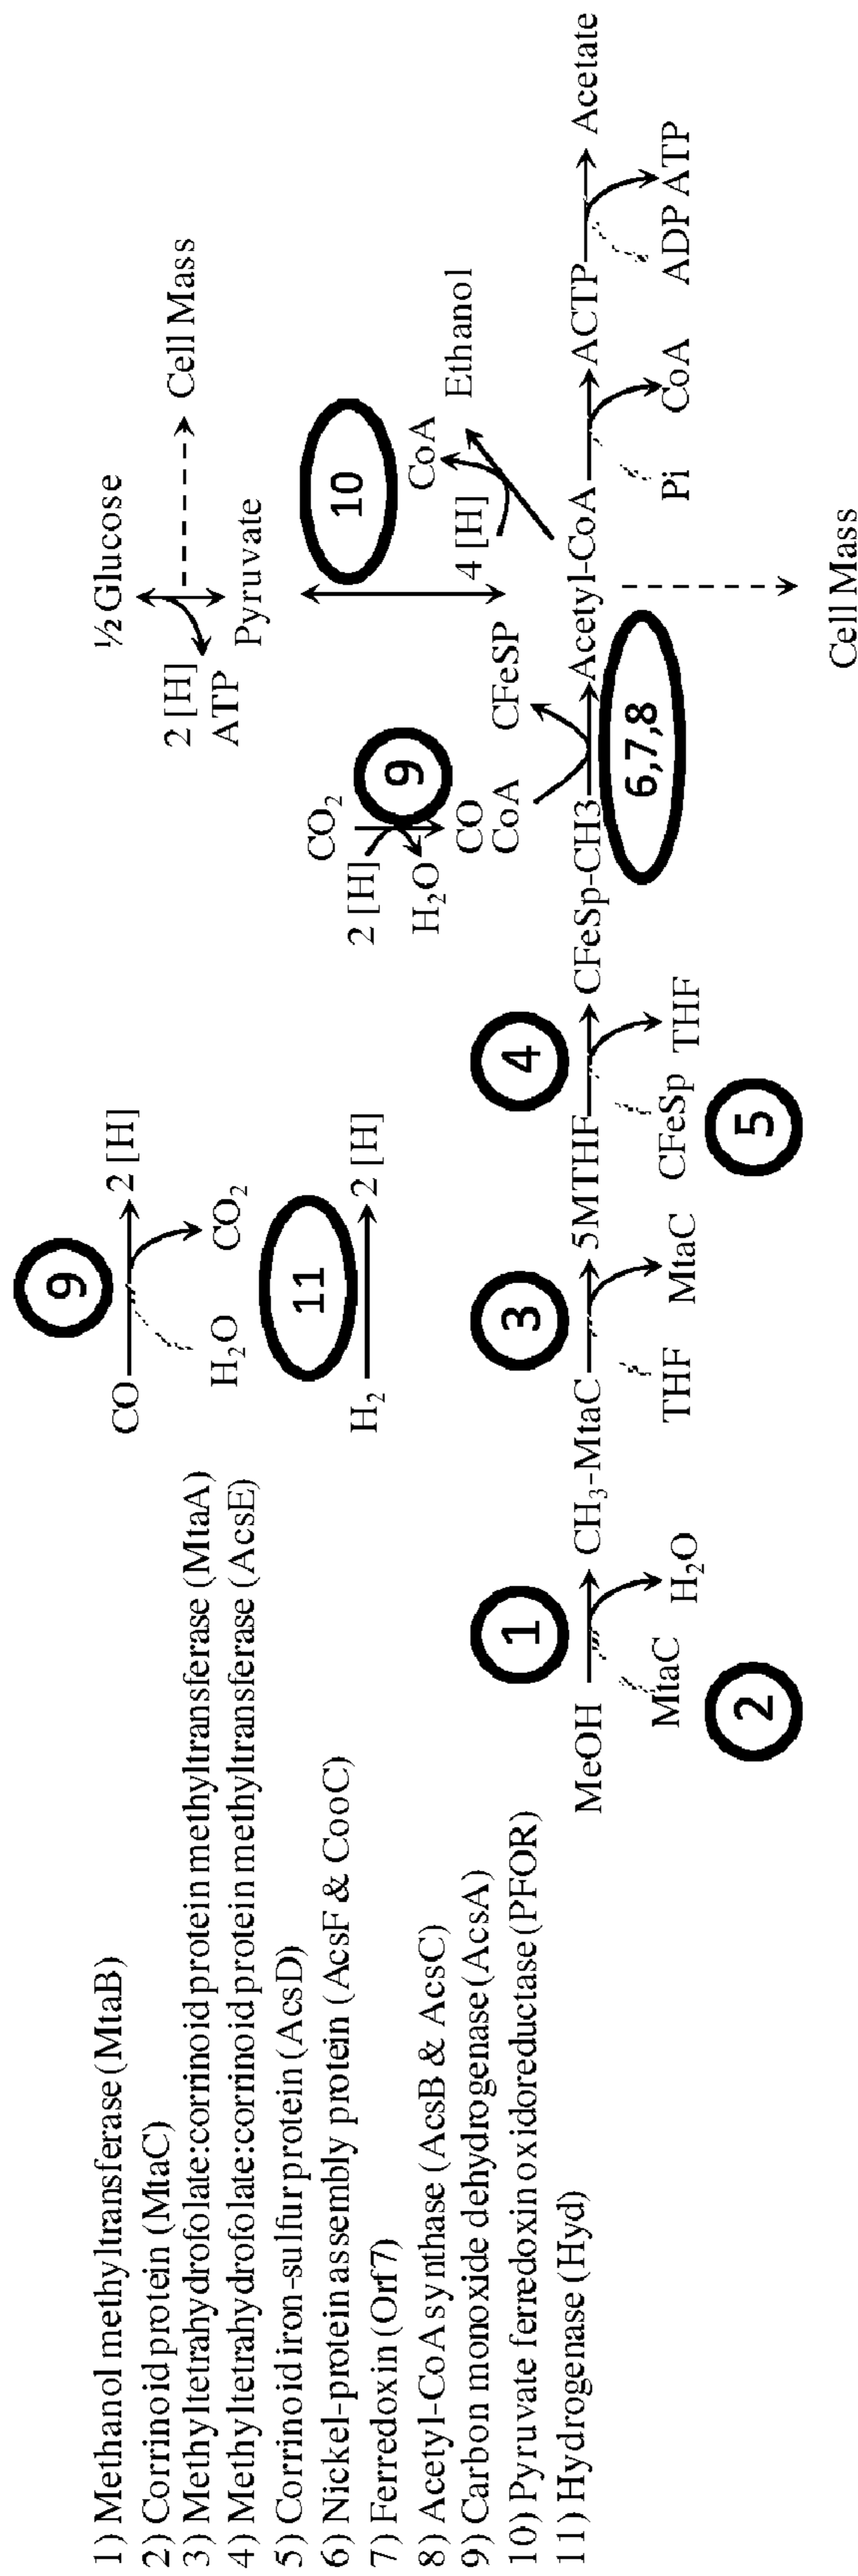 1) Methanol methyltransferase (MtaB)
2) Corrinoid protein (MtaC)
3) Methyltetrahydrofolate:corrinoid protein methyltransferase (MtaA)
4) Methyltetrahydrofolate:corrinoid protein methyltransferase (AcsE)
5) Corrinoid iron-sulfur protein (AcsD)
6) Nickel-protein assembly protein (AcsF & CooC)
7) Ferredoxin (Orf7)
8) Acetyl-CoA synthase (AcsB & AcsC)
9) Carbon monoxide dehydrogenase (AcsA)
10) Pyruvate ferredoxin oxidoreductase (PFOR)
11) Hydrogenase (Hyd)
9
CO 2 [H]
H₂O CO₂
11
H₂ 2 [H]
½ Glucose
2 [H]
ATP
Cell Mass
Pyruvate
10
CO₂
2 [H] 9
H₂O
CO
CoA CFeSP
4 [H] CoA
Ethanol
1 3 4
MeOH CH₃-MtaC 5MTHF CFeSp-CH3 Acetyl-CoA ACTP Acetate
MtaC H₂O THF MtaC CFeSp THF 6,7,8 Pi CoA ADP ATP
2 5
Cell Mass